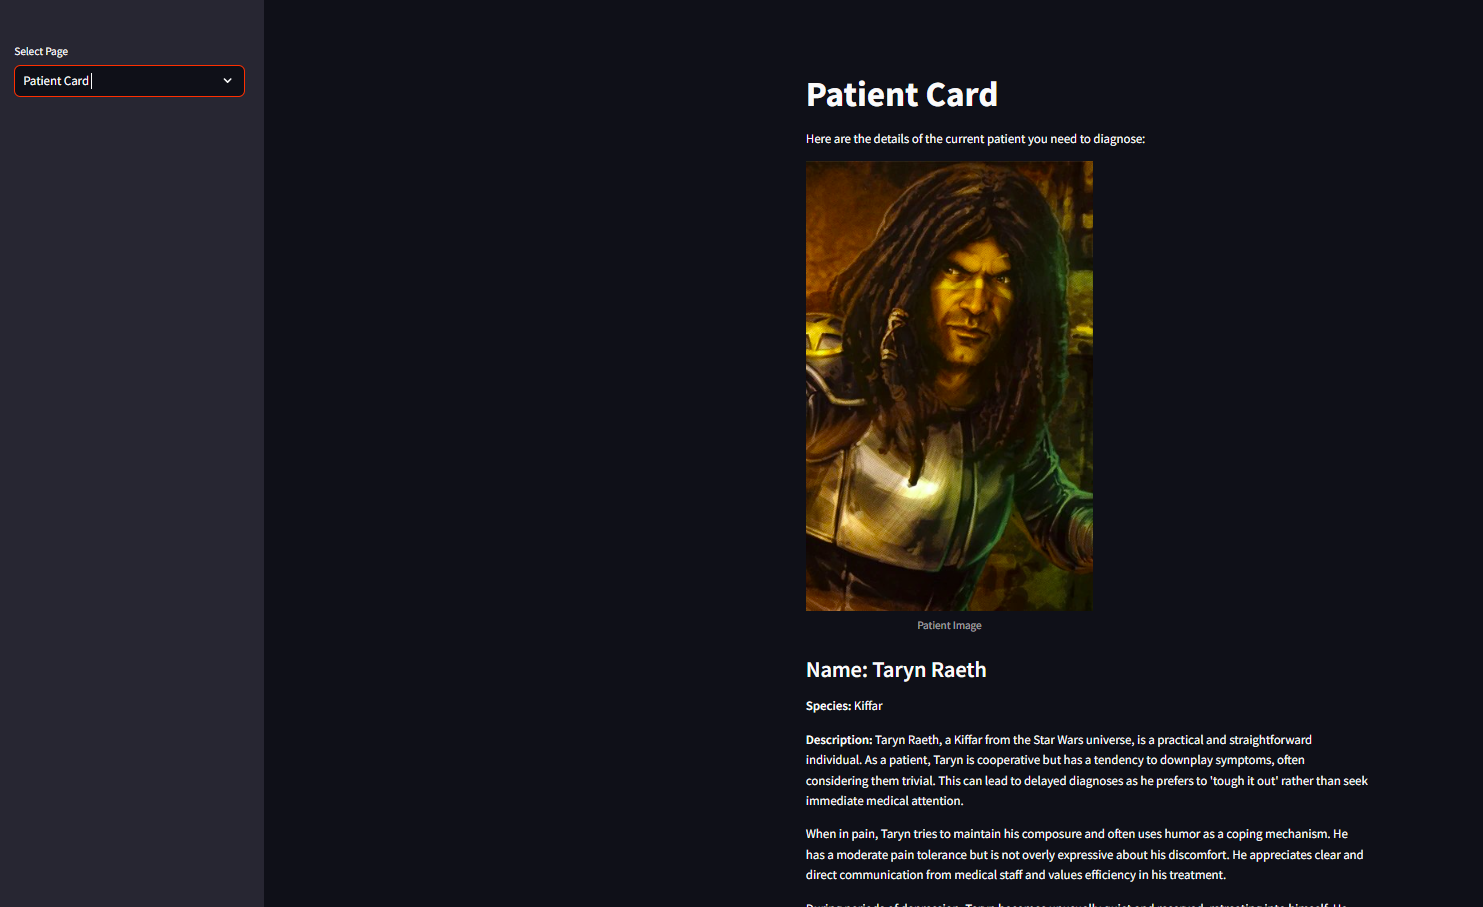 Select Page
Patient Card
Patient Card
Here are the details of the current patient you need to diagnose:
Patient Image
Name: Taryn Raeth
Species: Kiffar
Description: Taryn Raeth, a Kiffar from the Star Wars universe, is a practical and straightforward
individual. As a patient, Taryn is cooperative but has a tendency to downplay symptoms, often
considering them trivial. This can lead to delayed diagnoses as he prefers to 'tough it out' rather than seek
immediate medical attention.
When in pain, Taryn tries to maintain his composure and often uses humor as a coping mechanism. He
has a moderate pain tolerance but is not overly expressive about his discomfort. He appreciates clear and
direct communication from medical staff and values efficiency in his treatment.